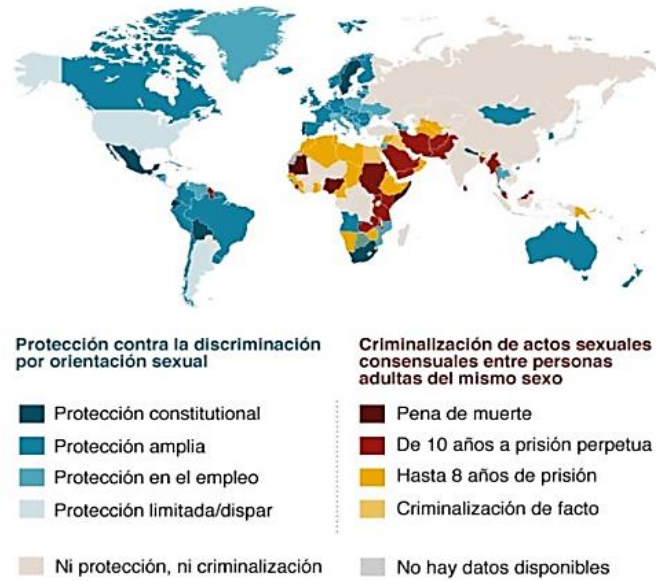 Protección contra la discriminación
por orientación sexual
Protección constitutional
Protección amplia
Protección en el empleo
Protección limitada/dispar
Ni protección, ni criminalización
Criminalización de actos sexuales
consensuales entre personas
adultas del mismo sexo
Pena de muerte
De 10 años a prisión perpetua
Hasta 8 años de prisión
Criminalización de facto
No hay datos disponibles